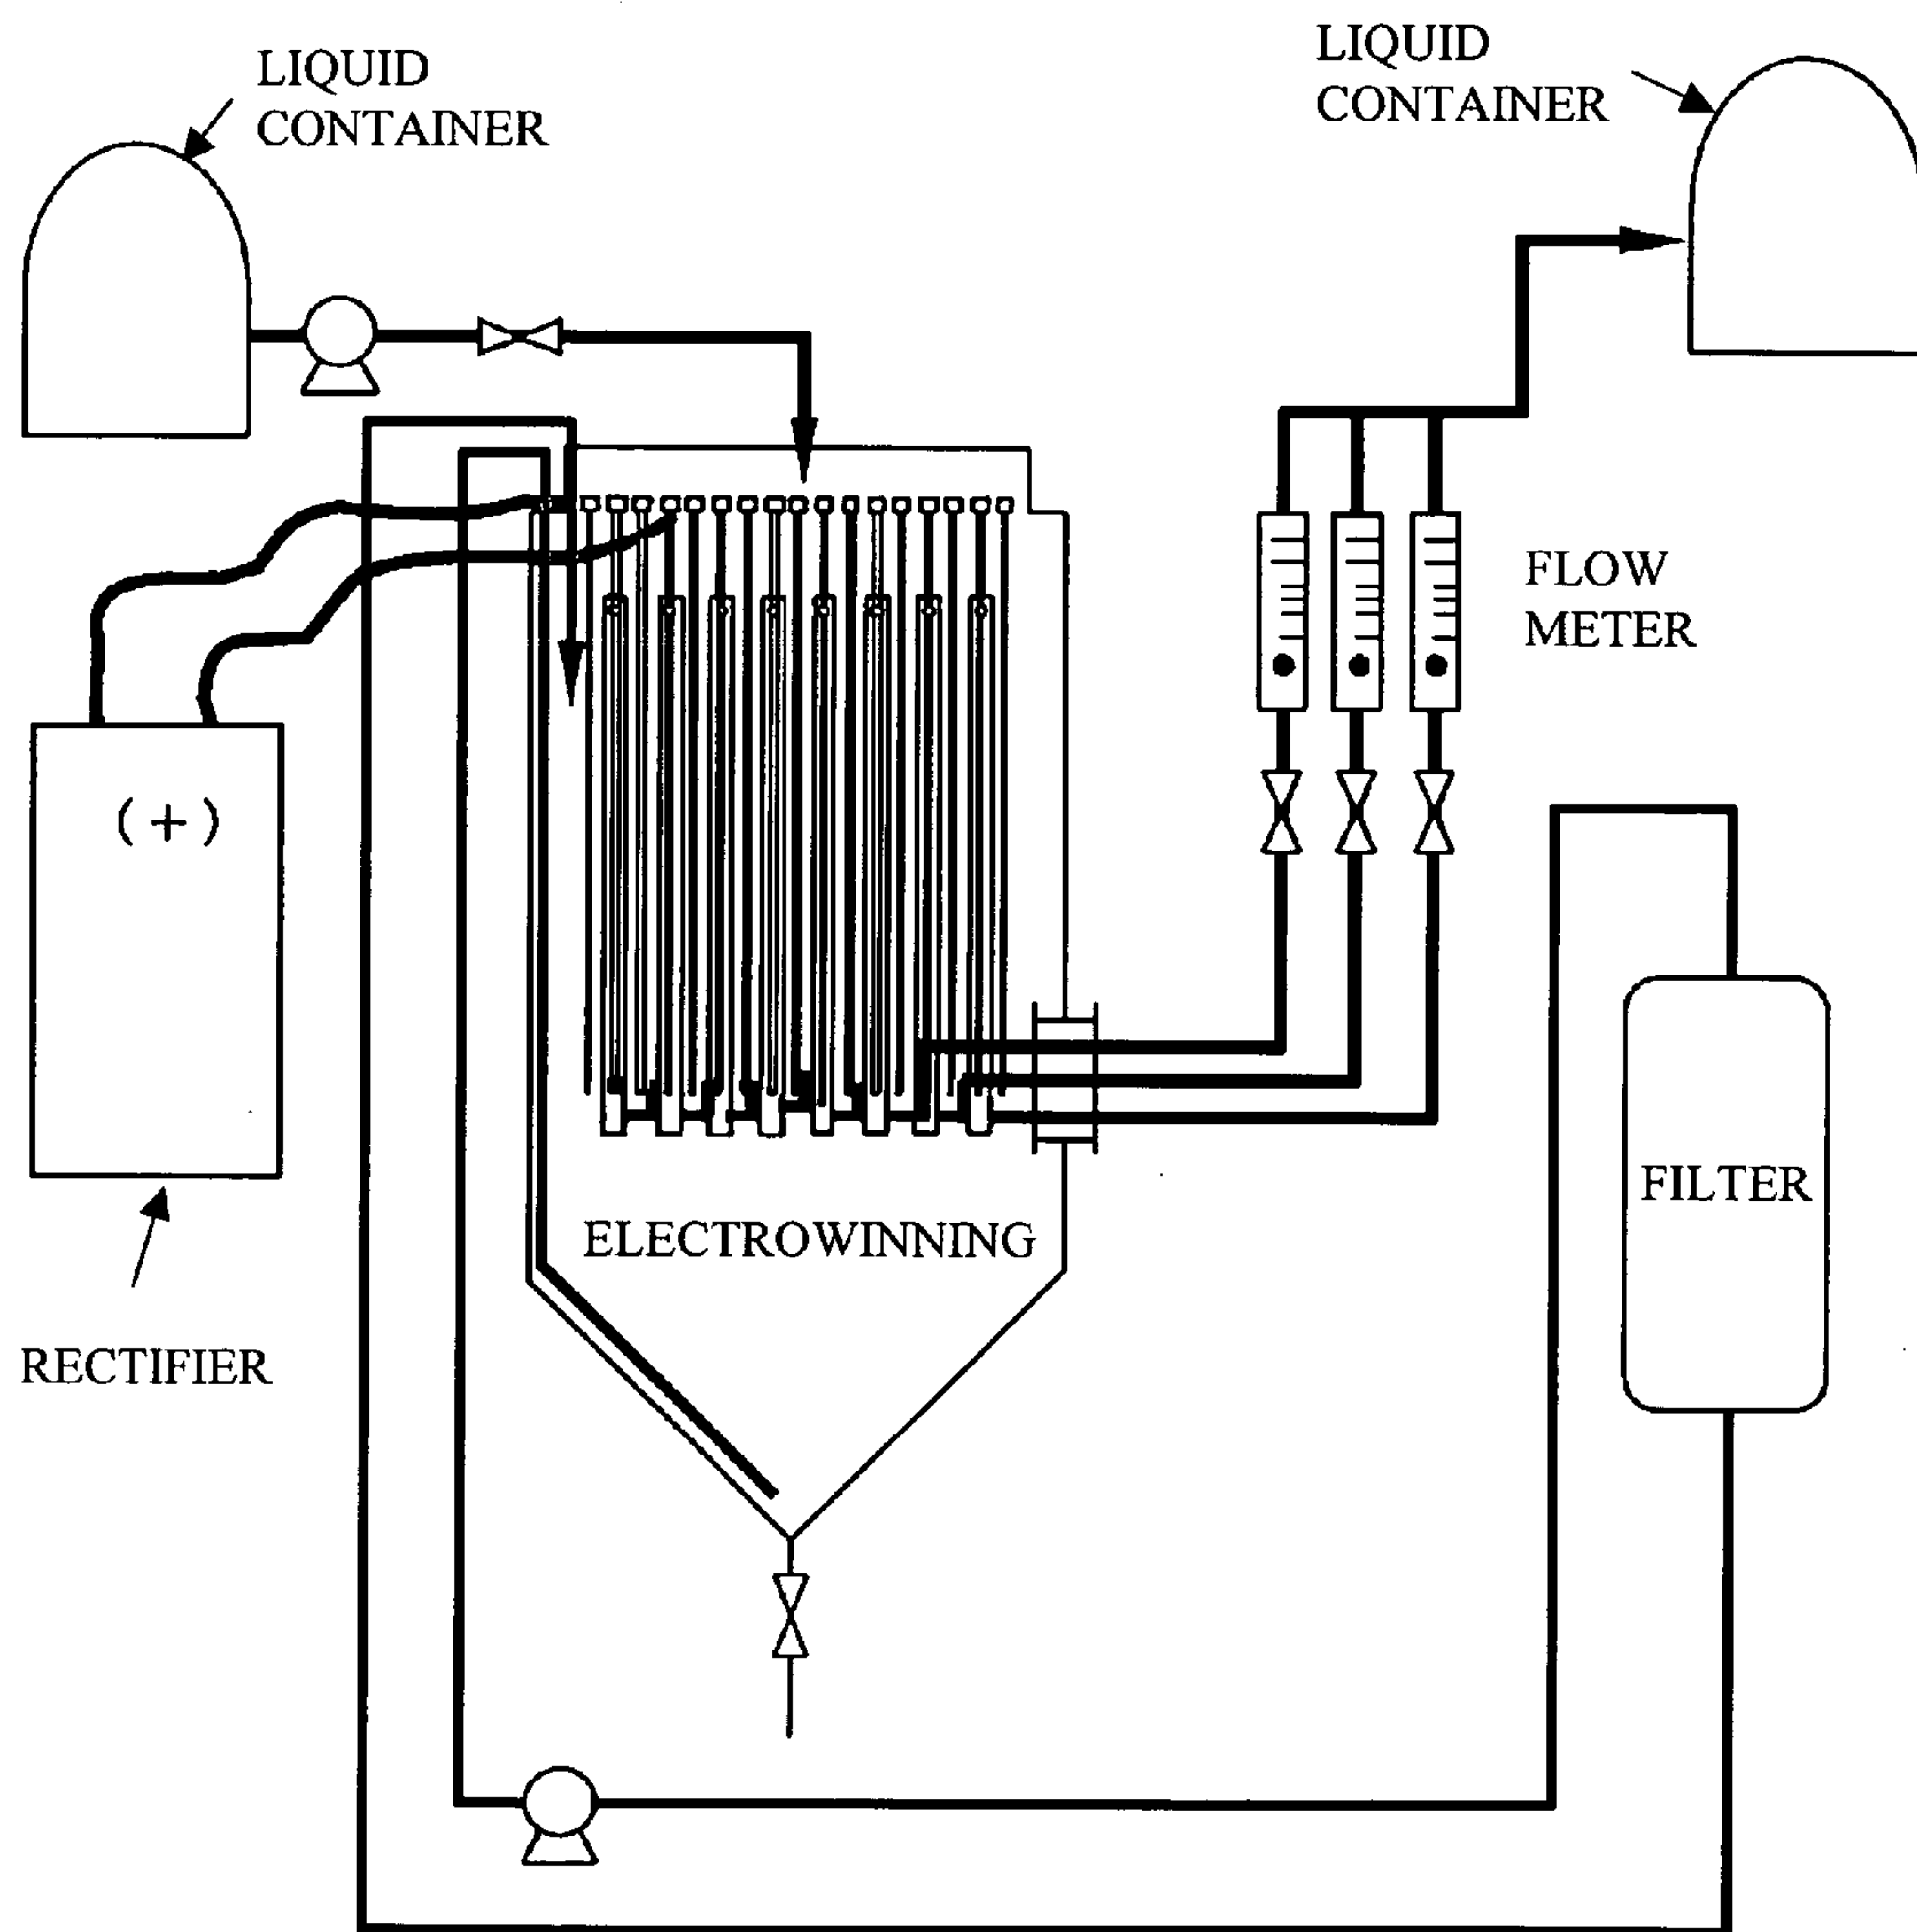 LIQUID
CONTAINER
LIQUID
CONTAINER
FLOW
METER
(+)
FILTER
ELECTROWINNING
RECTIFIER